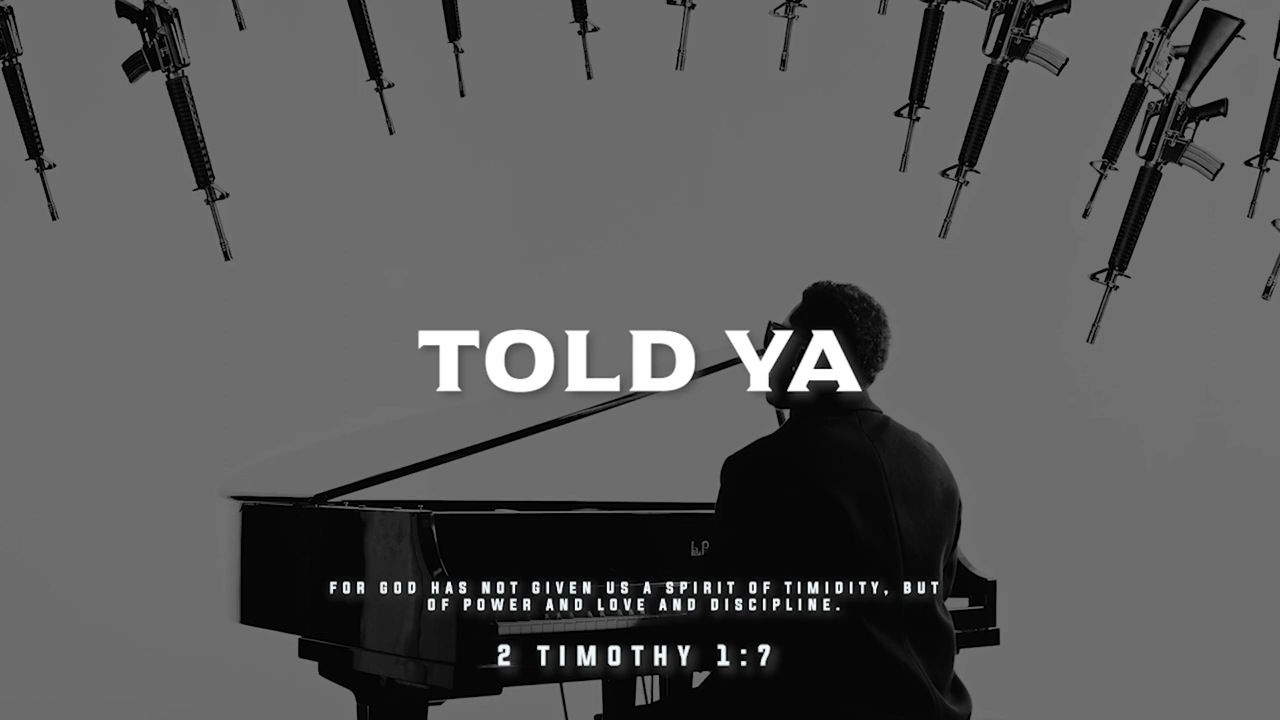 TOLD YA
FOR GOD HAS NOT GIVEN US A SPIRIT OF TIMIDITY, BUT
OF POWER AND LOVE AND DISCIPLINE.
2 TIMOTHY 1:7